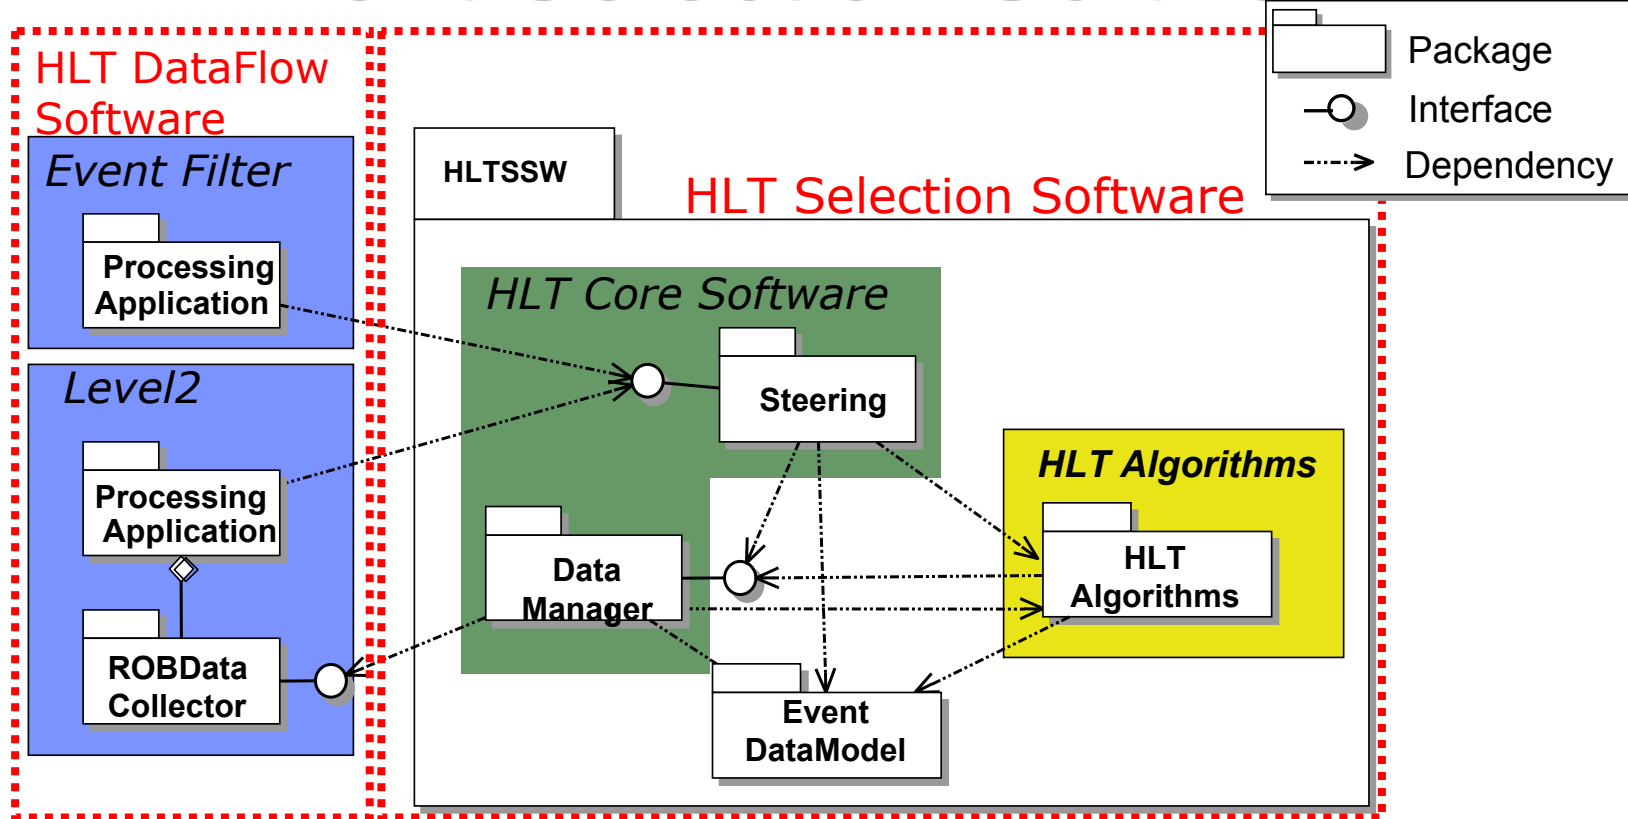 HLT DataFlow
Software
Event Filter
Processing
Application
Level2
Processing
Application
ROBData
Collector
HLTSSW
HLT Selection Software
HLT Core Software
Steering
Data
Manager
HLT Algorithms
HLT
Algorithms
Event
DataModel
Package
Interface
Dependency